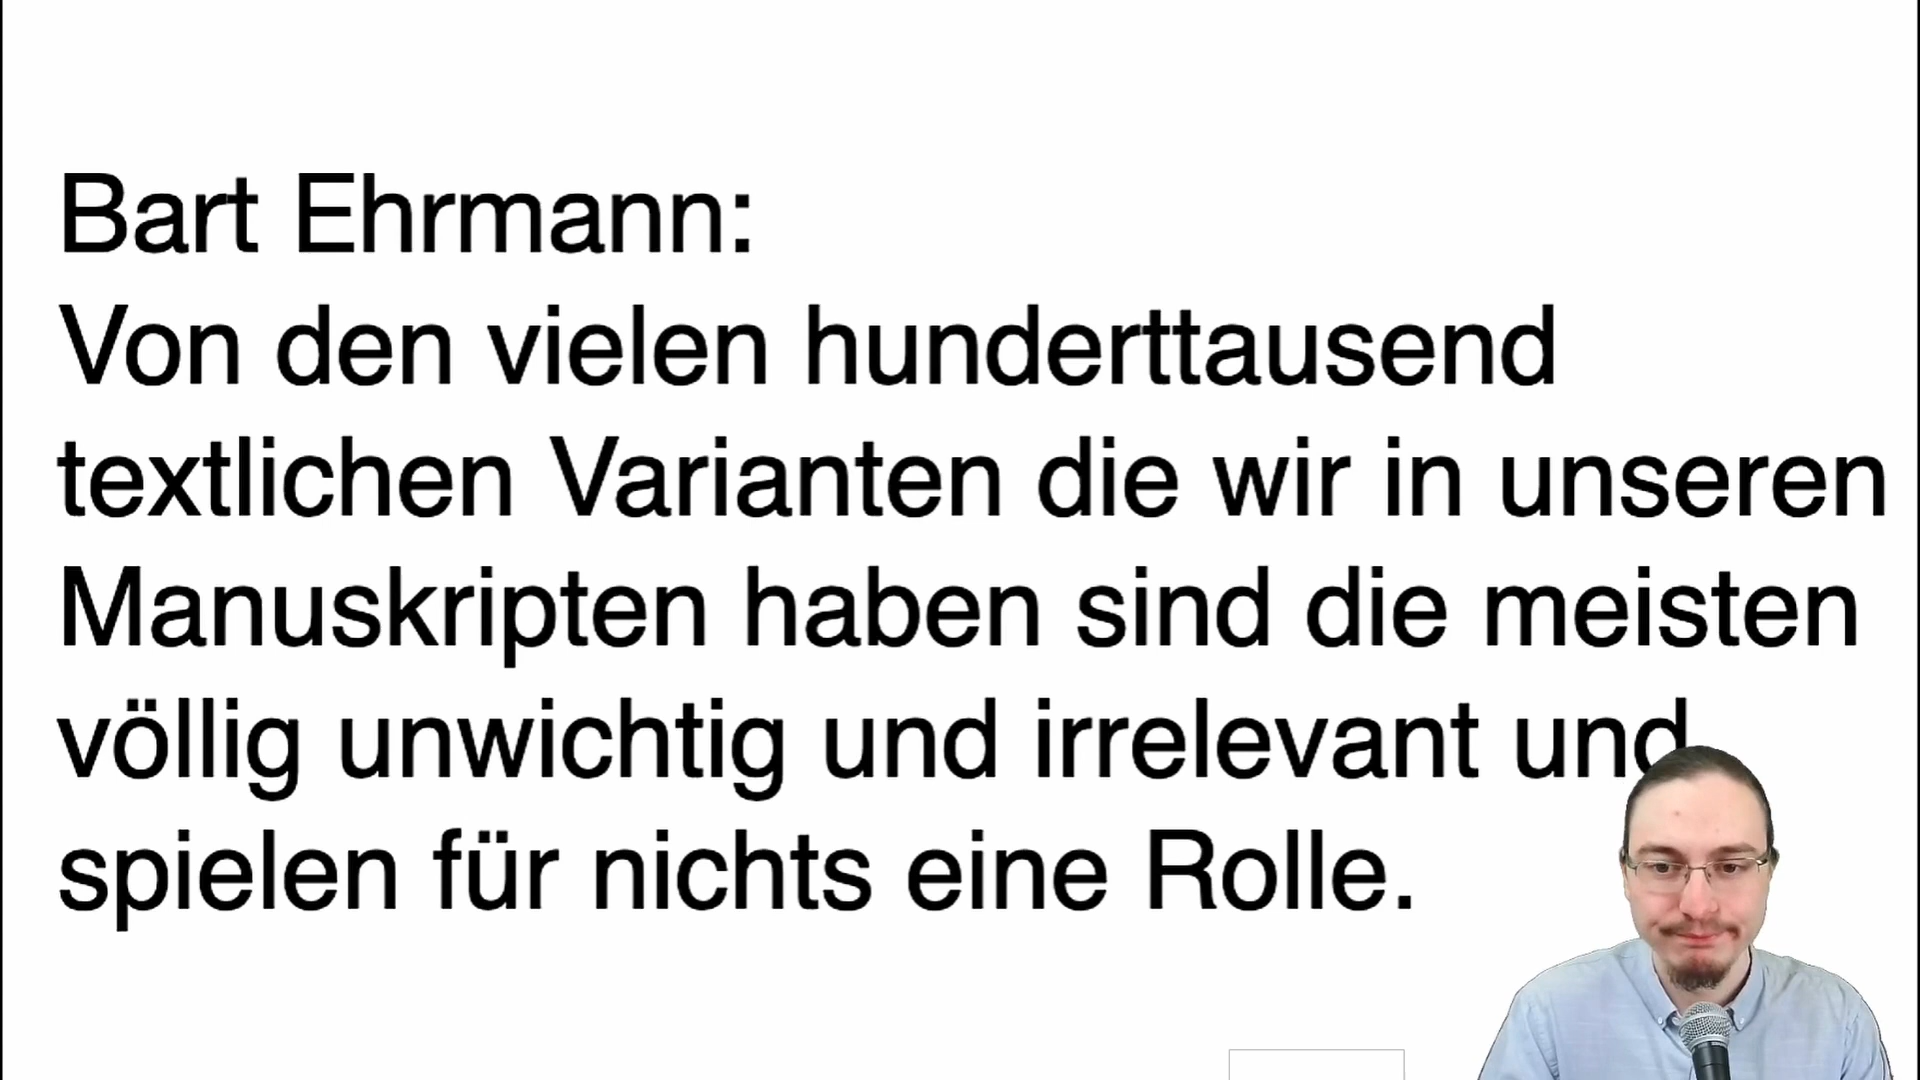 Bart Ehrmann:
Von den vielen hunderttausend
textlichen Varianten die wir in unseren
Manuskripten haben sind die meisten
völlig unwichtig und irrelevant und
spielen für nichts eine Rolle.